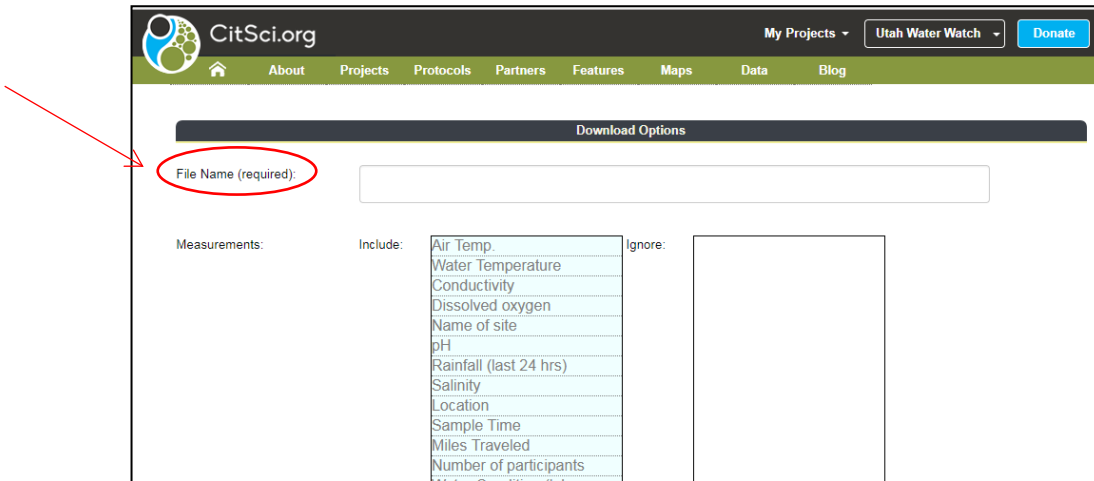 CitSci.org
My Projects
Utah Water Watch
Donate
About Projects Protocols Partners Features Maps Data Blog
Download Options
File Name (required):
Measurements: Include: Air Temp. Ignore:
Water Temperature
Conductivity
Dissolved oxygen
Name of site
pH
Rainfall (last 24 hrs)
Salinity
Location
Sample Time
Miles Traveled
Number of participants